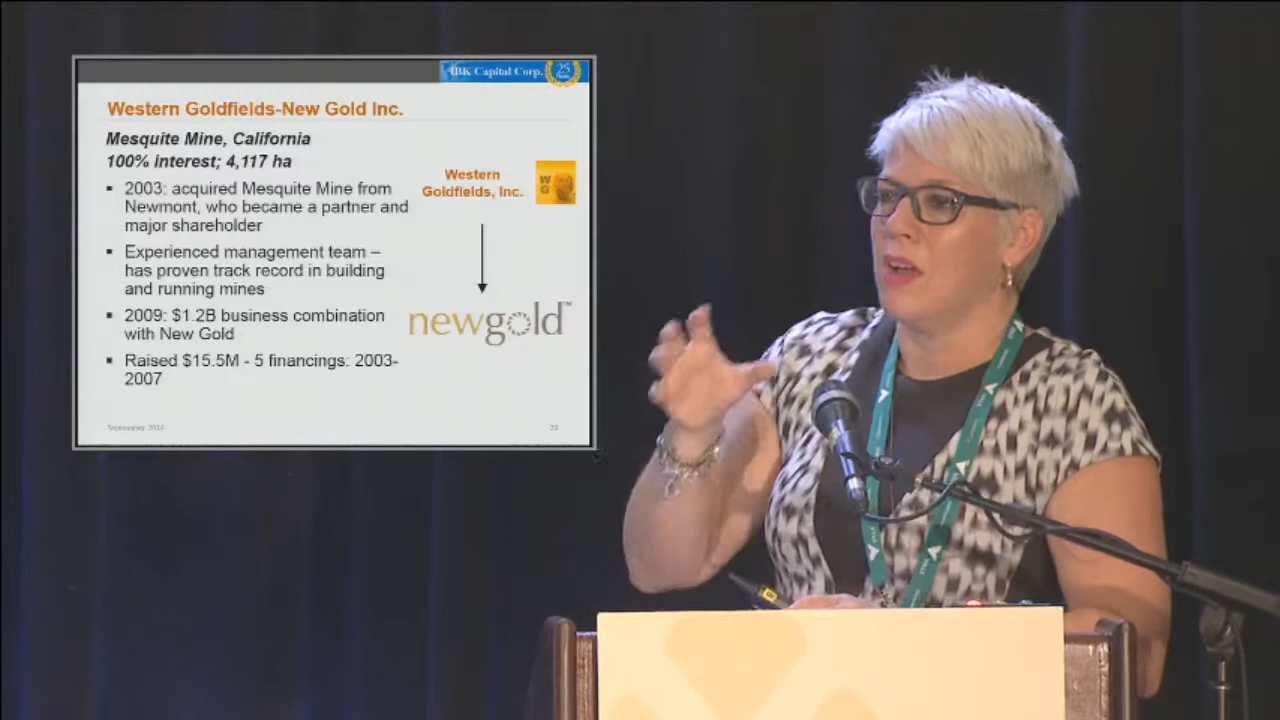 IBK Capital Corp.
25
Western Goldfields-New Gold Inc.
Mesquite Mine, California
100% interest; 4,117 ha
▪ 2003: acquired Mesquite Mine from
Newmont, who became a partner and
major shareholder
▪ Experienced management team –
has proven track record in building
and running mines
▪ 2009: $1.2B business combination
with New Gold
▪ Raised $15.5M - 5 financings: 2003-
2007
Western
Goldfields, Inc.
W
G
newgold™
23